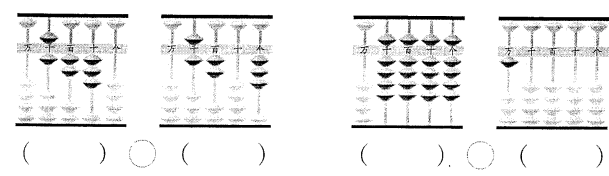 万 千 百 十 个 万 千 百 十 个 万 千 百 十 个 万 千 百 十 个
( ) ○ ( ) ( ). ○ ( )